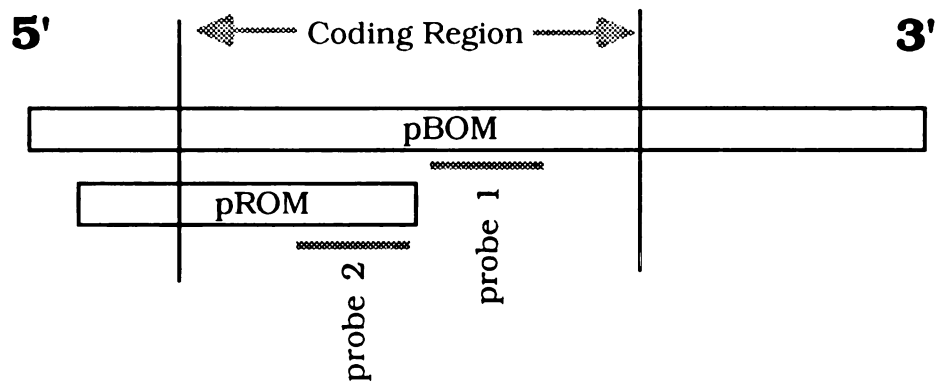 5' Coding Region 3'
pBOM
pROM
probe 1
probe 2